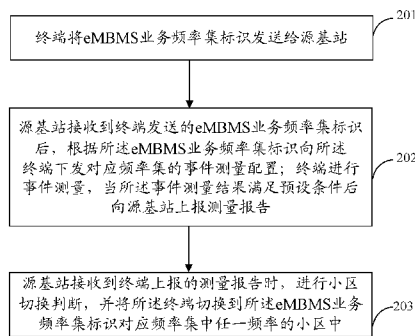 201
终端将eMBMS业务频率集标识发送给源基站
源基站接收到终端发送的eMBMS业务频率集标识
后，根据所述eMBMS业务频率集标识向所述
终端下发对应频率集的事件测量配置；终端进行
事件测量，当所述事件测量结果满足预设条件后
向源基站上报测量报告
202
源基站接收到终端上报的测量报告时，进行小区
切换判断，并将所述终端切换到所述eMBMS业务
频率集标识对应频率集中任一频率的小区中
203